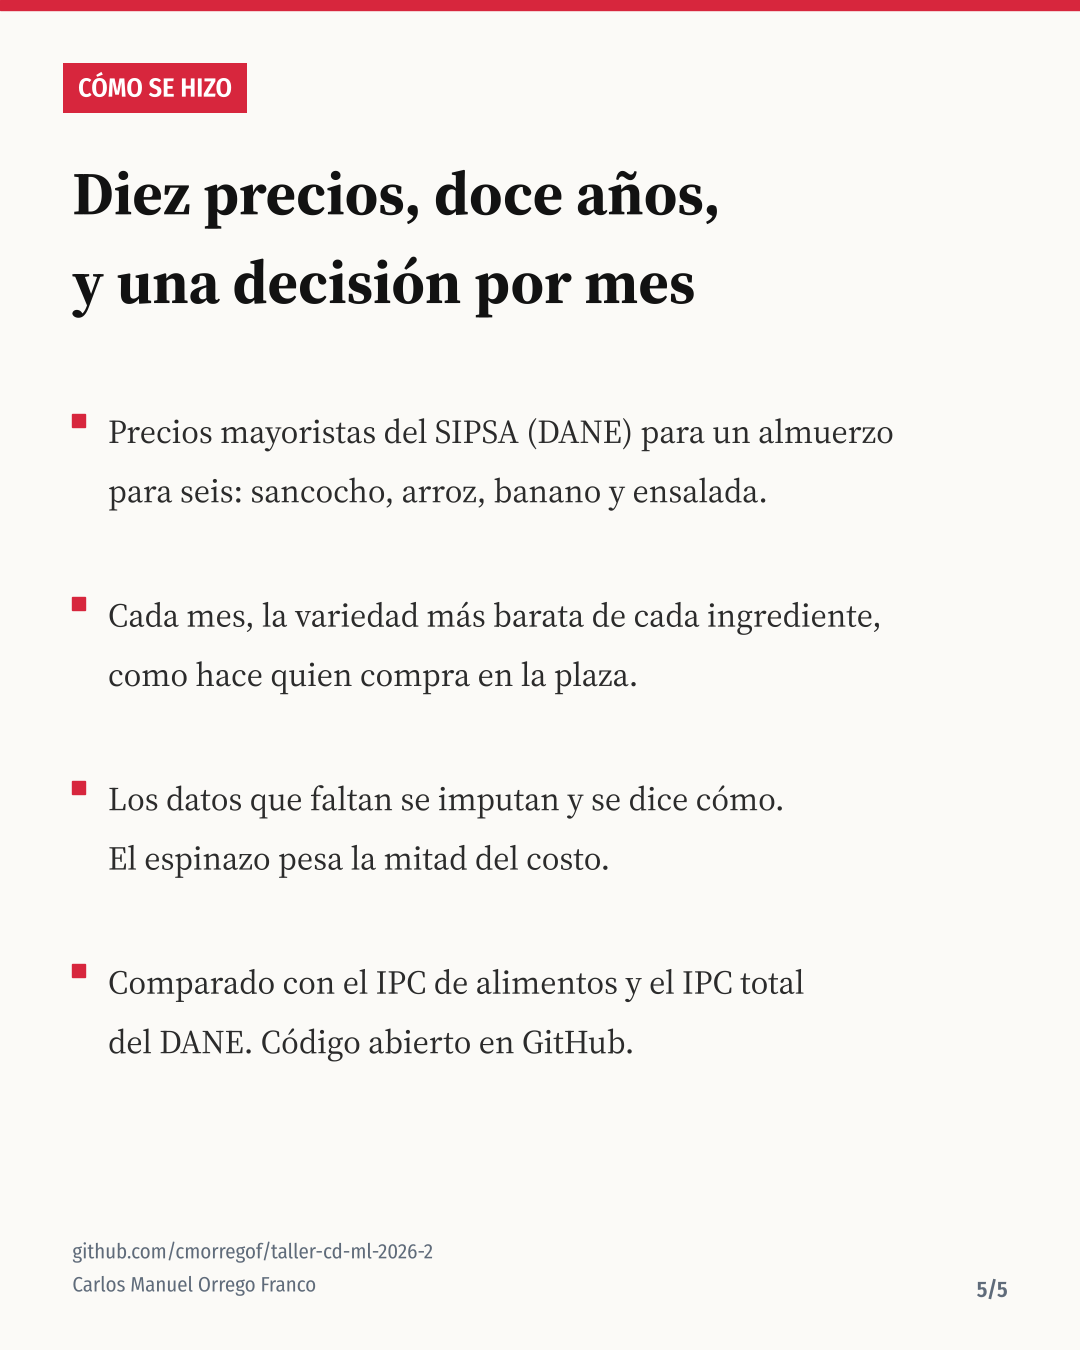 CÓMO SE HIZO
Diez precios, doce años,
y una decisión por mes
Precios mayoristas del SIPSA (DANE) para un almuerzo
para seis: sancocho, arroz, banano y ensalada.
Cada mes, la variedad más barata de cada ingrediente,
como hace quien compra en la plaza.
Los datos que faltan se imputan y se dice cómo.
El espinazo pesa la mitad del costo.
Comparado con el IPC de alimentos y el IPC total
del DANE. Código abierto en GitHub.
github.com/cmorregof/taller-cd-ml-2026-2
Carlos Manuel Orrego Franco
5/5